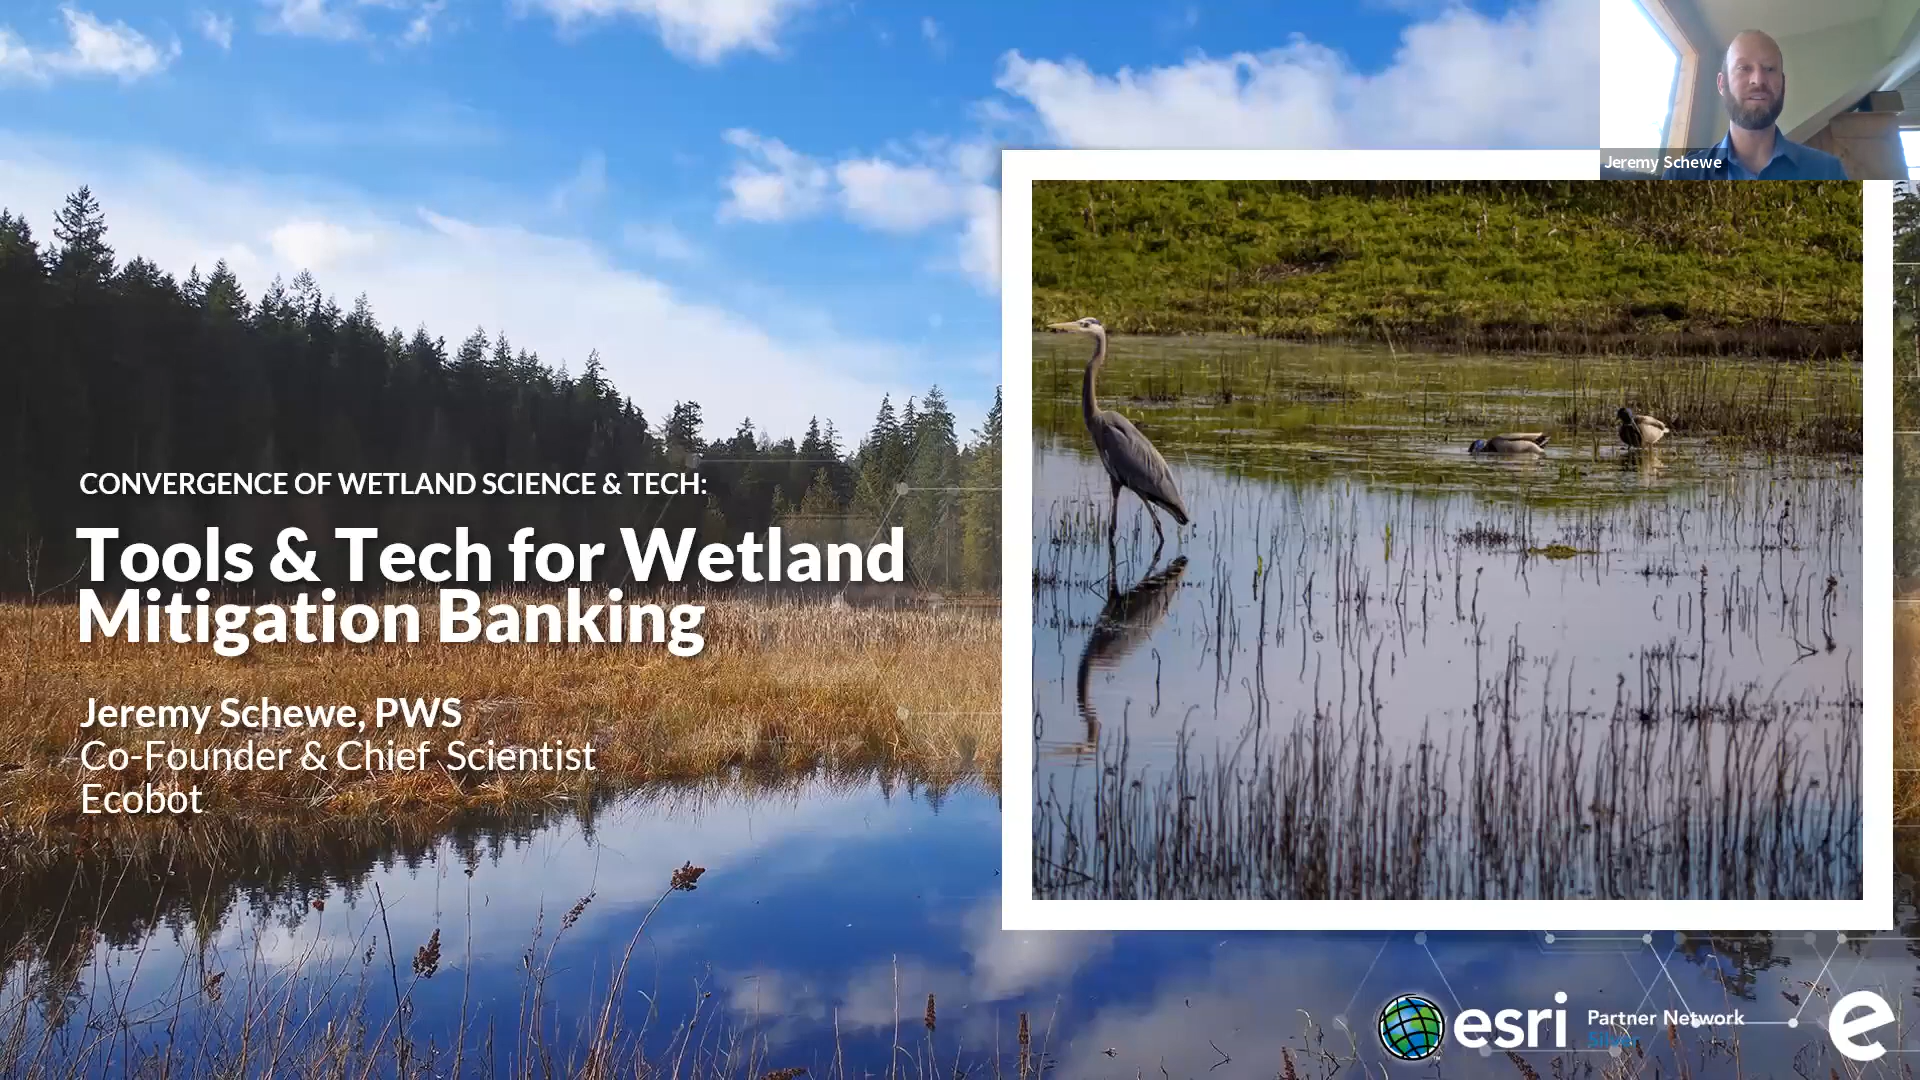 Jeremy Schewe
CONVERGENCE OF WETLAND SCIENCE & TECH:
Tools & Tech for Wetland
Mitigation Banking
Jeremy Schewe, PWS
Co-Founder & Chief Scientist
Ecobot
esri Partner Network
Silver
e